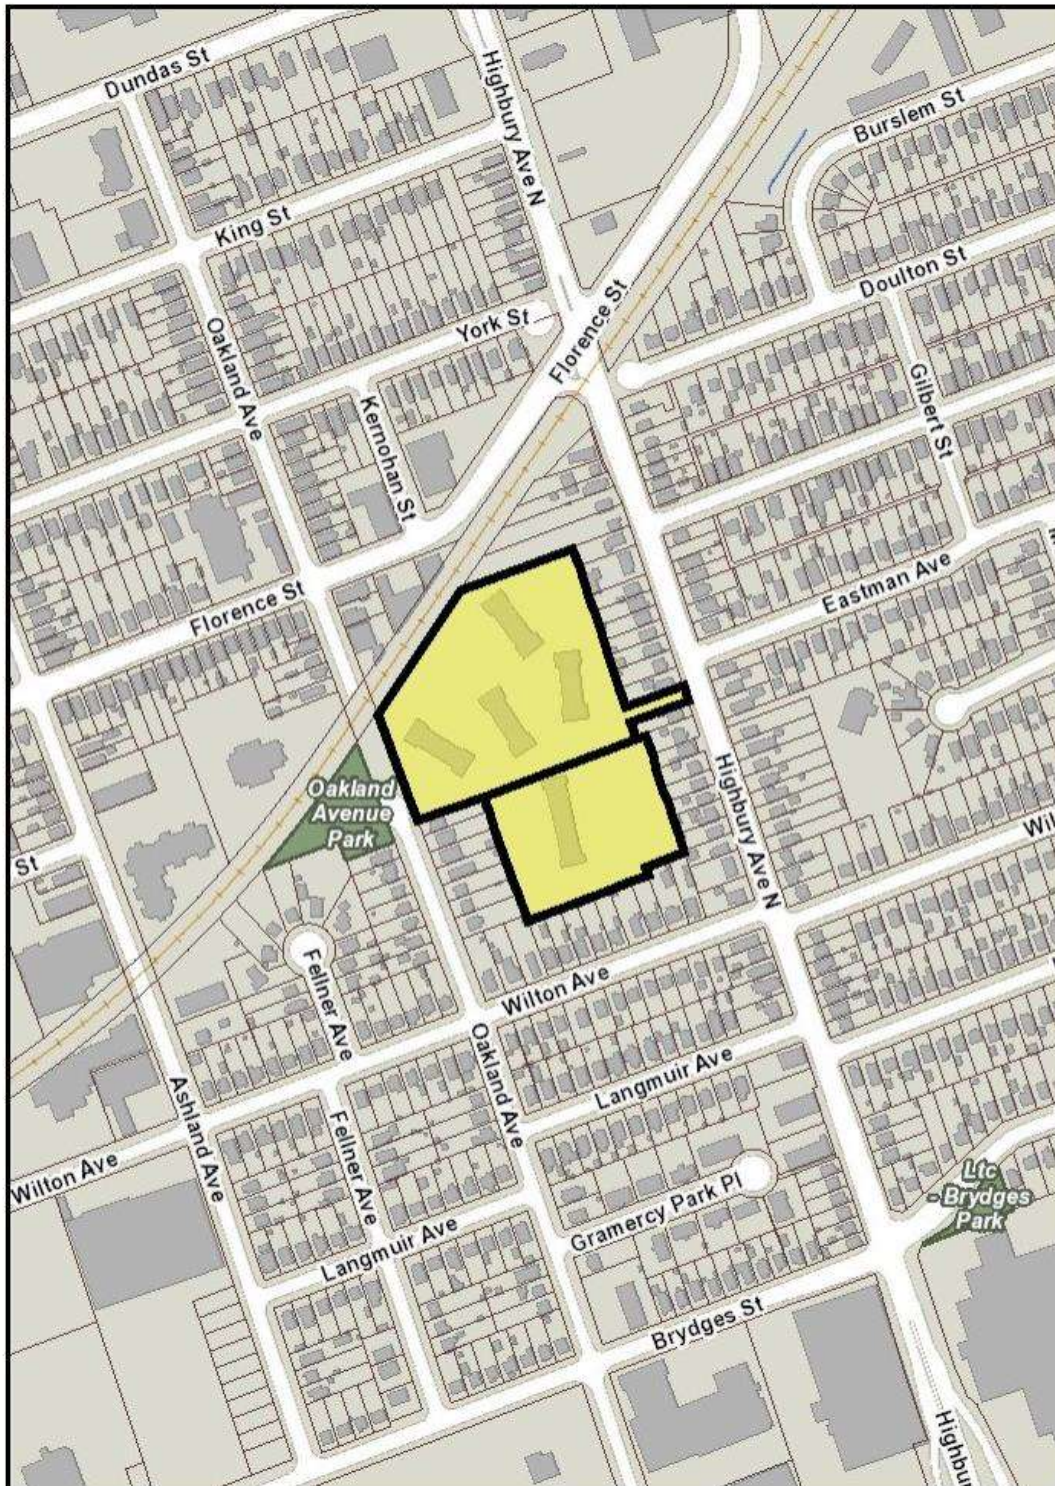 Dundas St
Highbury Ave N
Burslem St
King St
Doulton St
York St
Florence St
Oakland Ave
Kernohan St
Gilbert St
Eastman Ave
Florence St
Oakland
Avenue
Park
Highbury Ave N
Wil
St
Fellner Ave
Wilton Ave
Oakland Ave
Langmuir Ave
Ashland Ave
Fellner Ave
Wilton Ave
Gramercy Park Pl
Ltc
- Brydges
Park
Langmuir Ave
Brydges St
Highbu